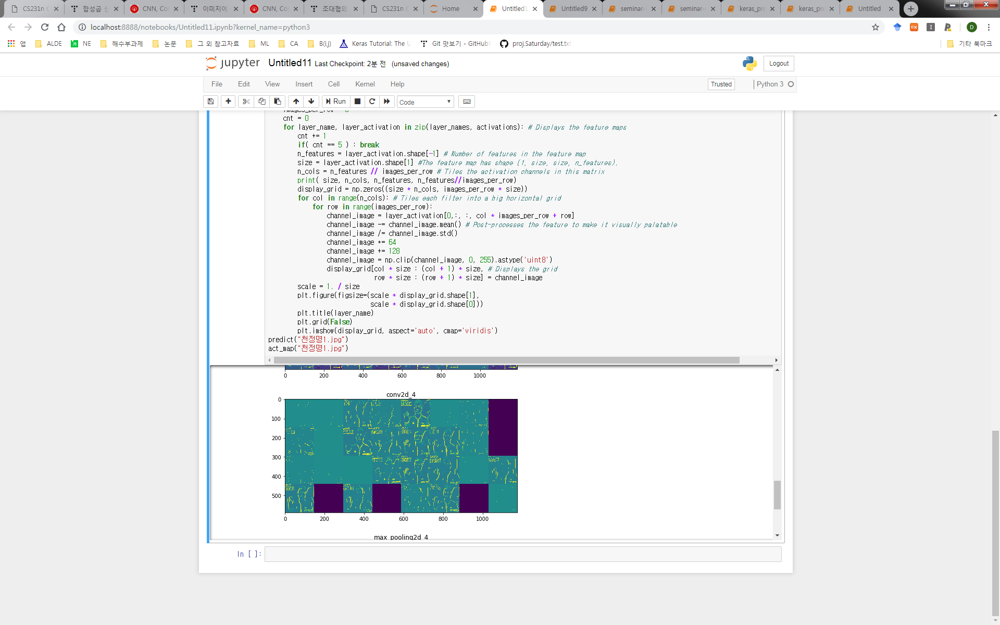 CS231n C
합성곱 신
CNN, Co
이미지에
CNN, Co
조대협의
CS231n C
Home
Untitled1
Untitled9
seminar-
seminar-
keras_pre
keras_pre
Untitled
localhost:8888/notebooks/Untitled11.ipynb?kernel_name=python3
앱 ALDE NE 해수부과제 논문 그 외 참고자료 ML CA B(i,j) Keras Tutorial: The U Git 맛보기 - GitHub proj.Saturday/test.txt 기타 북마크
jupyter Untitled11 Last Checkpoint: 2분 전 (unsaved changes) Logout
File Edit View Insert Cell Kernel Help Trusted Python 3
Run Code
cnt = 0
for layer_name, layer_activation in zip(layer_names, activations): # Displays the feature maps
cnt += 1
if( cnt == 5 ) : break
n_features = layer_activation.shape[-1] # Number of features in the feature map
size = layer_activation.shape[1] #The feature map has shape (1, size, size, n_features).
n_cols = n_features // images_per_row # Tiles the activation channels in this matrix
print( size, n_cols, n_features, n_features//images_per_row)
display_grid = np.zeros((size * n_cols, images_per_row * size))
for col in range(n_cols): # Tiles each filter into a big horizontal grid
for row in range(images_per_row):
channel_image = layer_activation[0,:, :, col * images_per_row + row]
channel_image -= channel_image.mean() # Post-processes the feature to make it visually palatable
channel_image /= channel_image.std()
channel_image *= 64
channel_image += 128
channel_image = np.clip(channel_image, 0, 255).astype('uint8')
display_grid[col * size : (col + 1) * size, # Displays the grid
row * size : (row + 1) * size] = channel_image
scale = 1. / size
plt.figure(figsize=(scale * display_grid.shape[1],
scale * display_grid.shape[0]))
plt.title(layer_name)
plt.grid(False)
plt.imshow(display_grid, aspect='auto', cmap='viridis')
predict("천정명1.jpg")
act_map("천정명1.jpg")
0 200 400 600 800 1000
conv2d_4
0
100
200
300
400
500
0 200 400 600 800 1000
max_pooling2d_4
In [ ]: